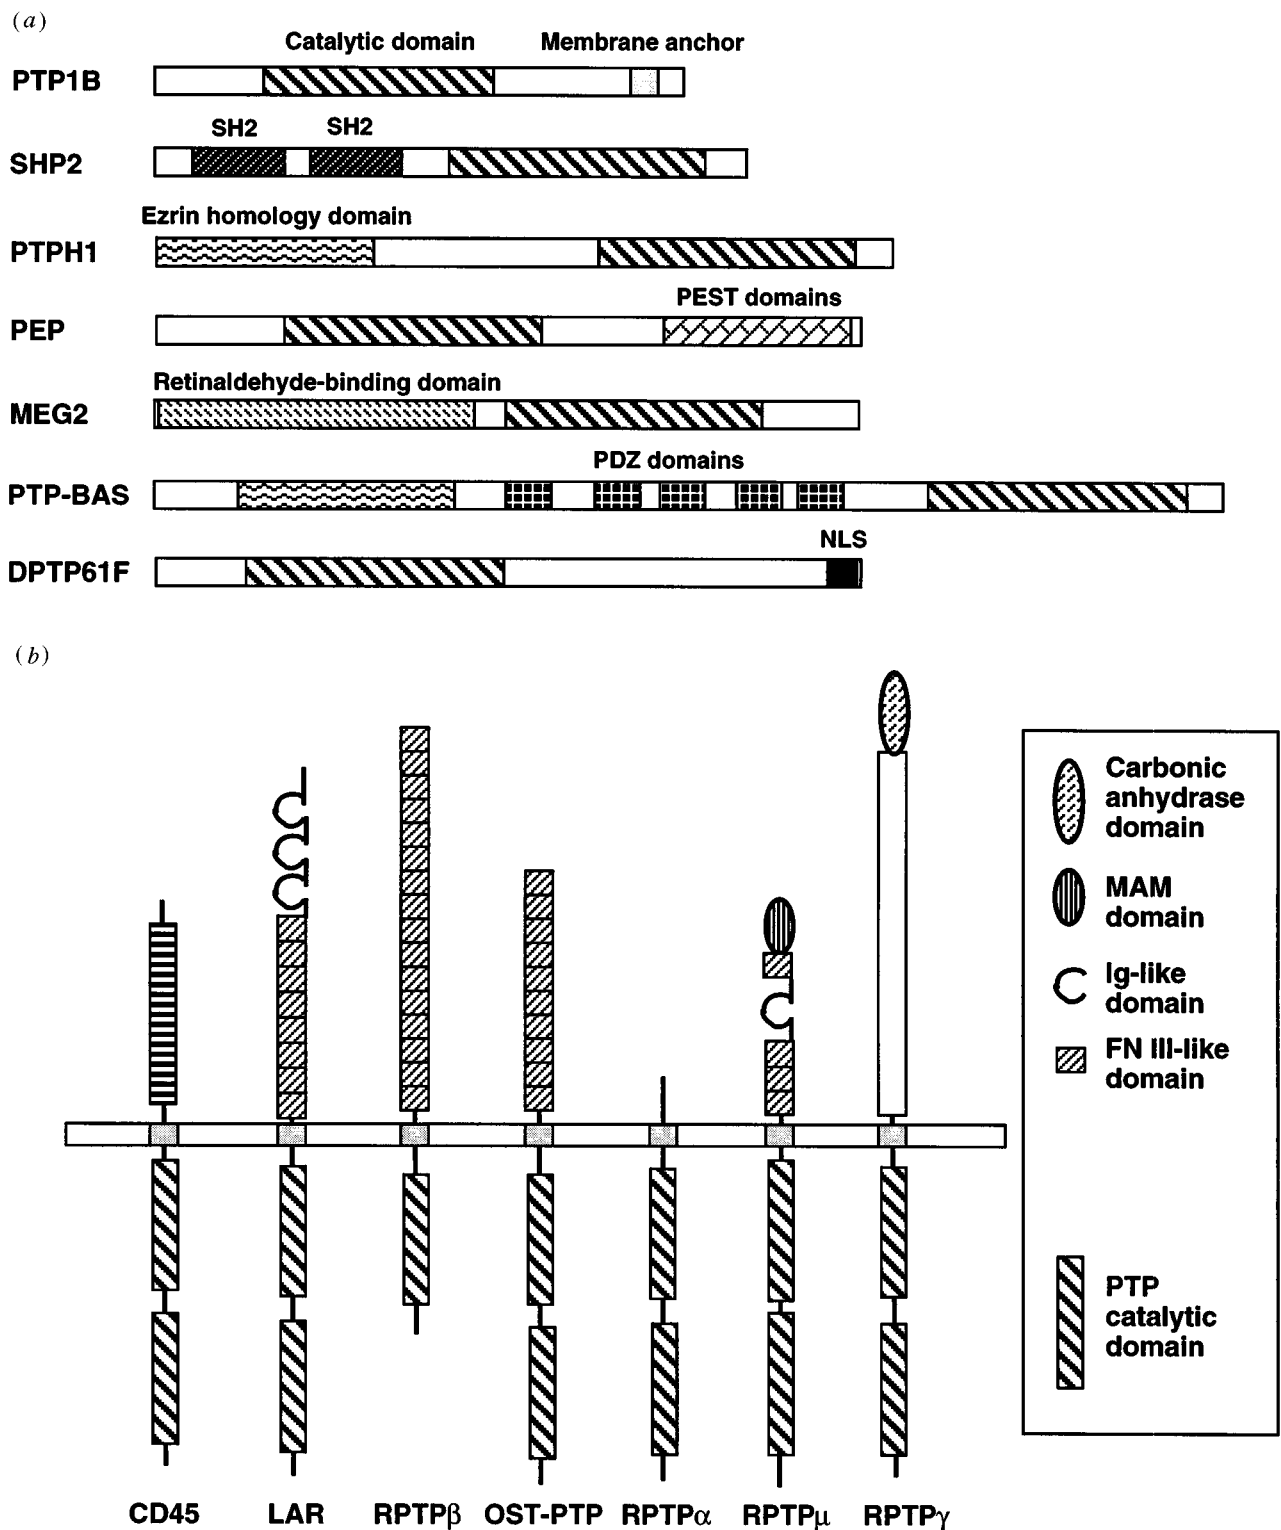 (a)
Catalytic domain Membrane anchor
PTP1B
SH2 SH2
SHP2
Ezrin homology domain
PTPH1
PEST domains
PEP
Retinaldehyde-binding domain
MEG2
PDZ domains
PTP-BAS
NLS
DPTP61F
(b)
Carbonic
anhydrase
domain
MAM
domain
Ig-like
domain
FN III-like
domain
PTP
catalytic
domain
CD45 LAR RPTPβ OST-PTP RPTPα RPTPμ RPTPγ